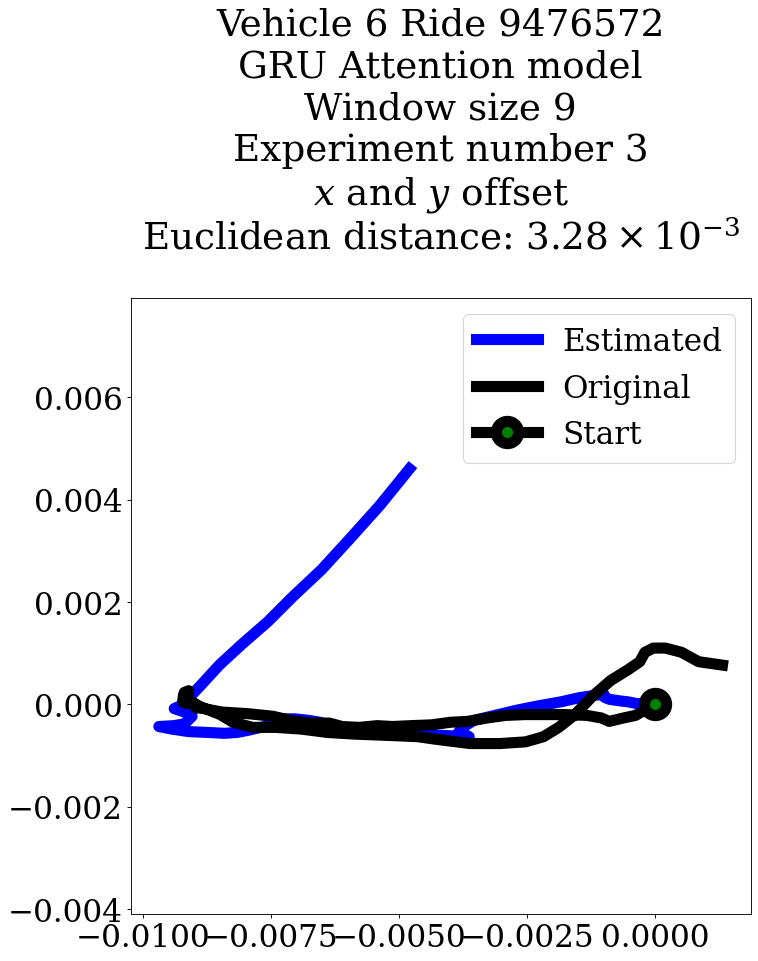 Vehicle 6 Ride 9476572
GRU Attention model
Window size 9
Experiment number 3
x and y offset
Euclidean distance: 3.28 × 10⁻³
Estimated
Original
Start
0.006
0.004
0.002
0.000
−0.002
−0.004
−0.0100 −0.0075 −0.0050 −0.0025 0.0000